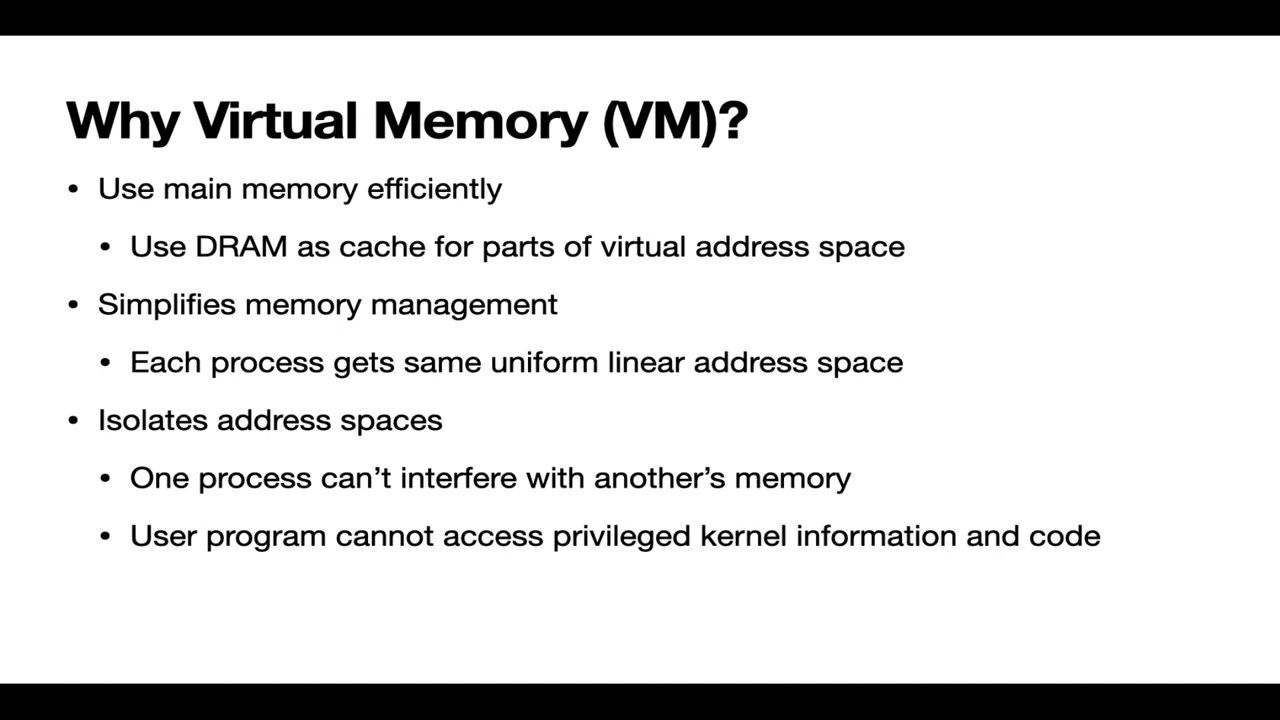 Why Virtual Memory (VM)?
• Use main memory efficiently
• Use DRAM as cache for parts of virtual address space
• Simplifies memory management
• Each process gets same uniform linear address space
• Isolates address spaces
• One process can’t interfere with another’s memory
• User program cannot access privileged kernel information and code